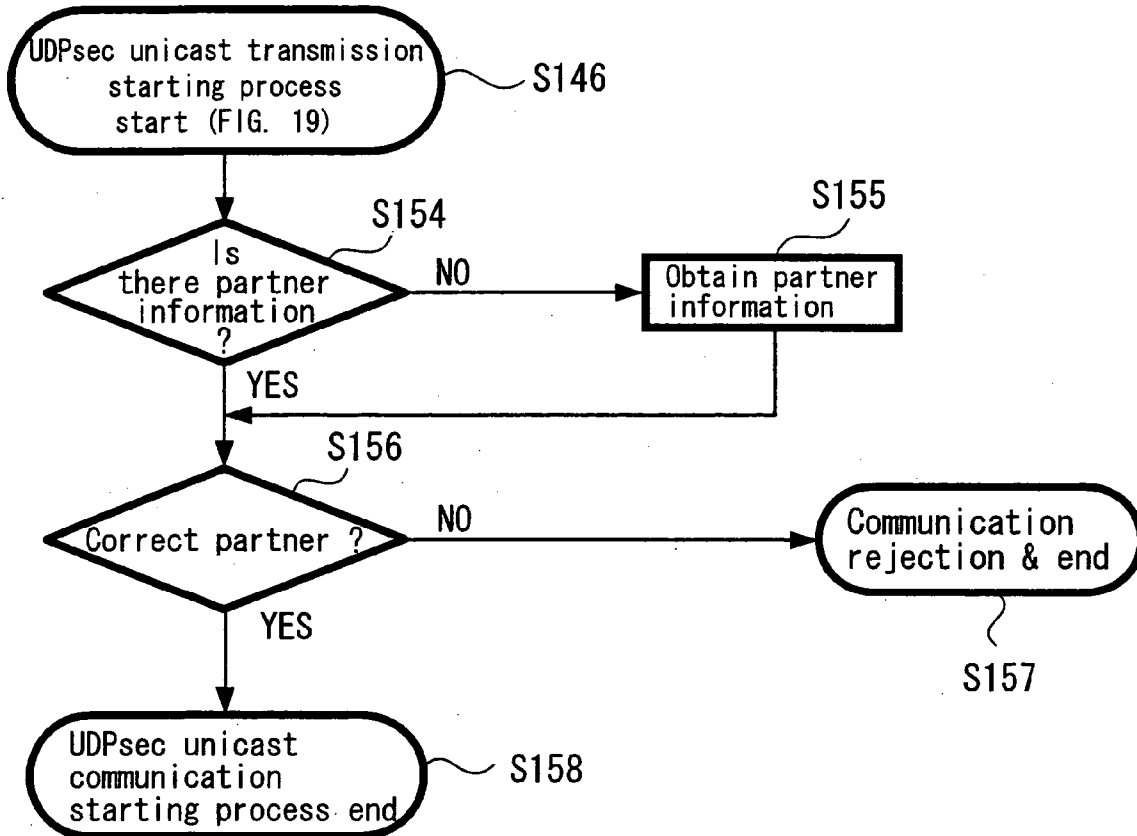 UDPsec unicast transmission
starting process
start (FIG. 19)
S146
S154
Is
there partner
information
?
NO
S155
Obtain partner
information
YES
S156
Correct partner ?
NO
Communication
rejection & end
S157
YES
UDPsec unicast
communication
starting process end
S158